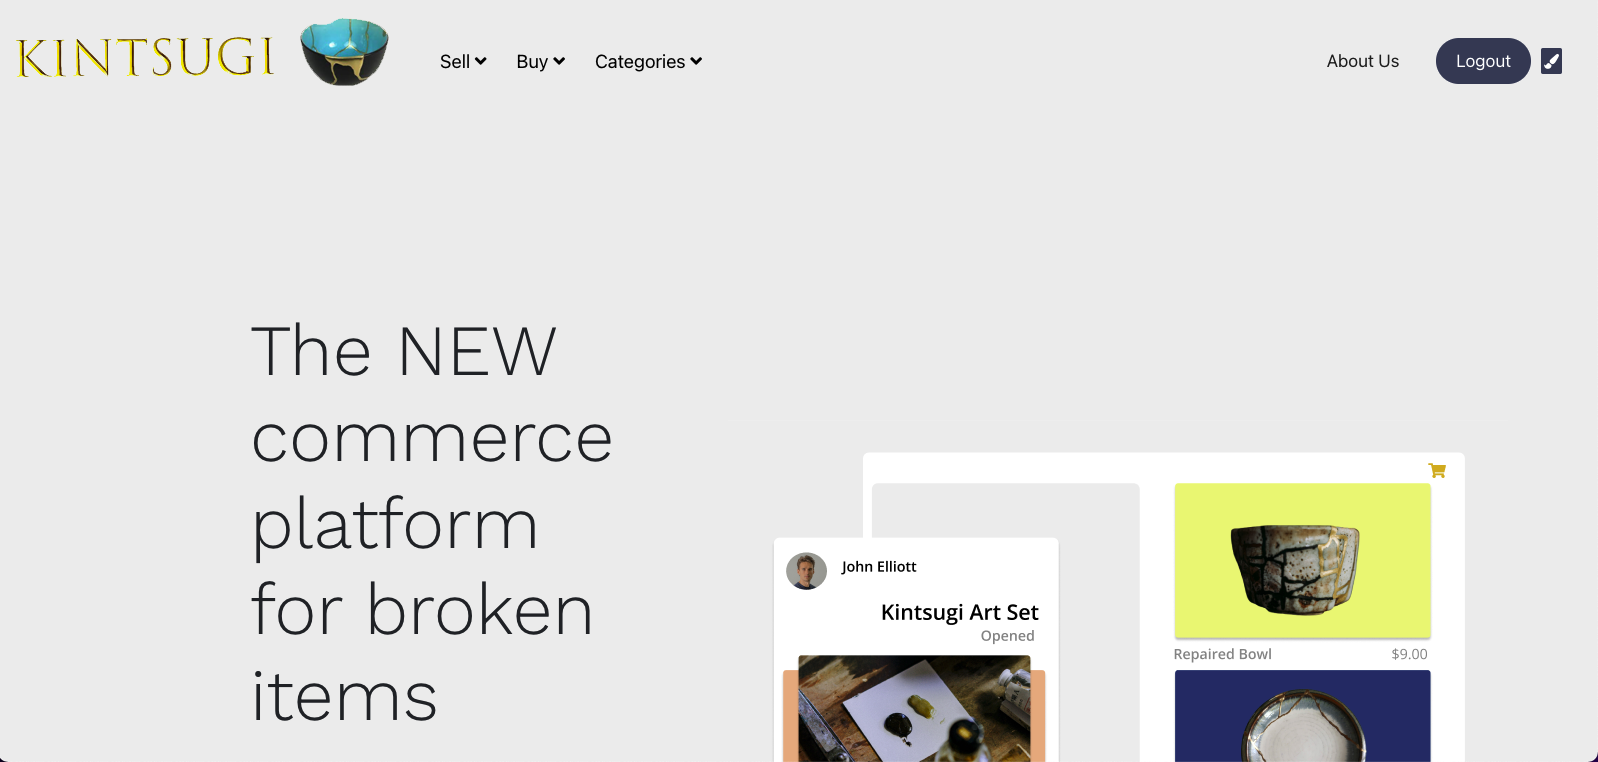 KINTSUGI
Sell
Buy
Categories
About Us
Logout
The NEW
commerce
platform
for broken
items
John Elliott
Kintsugi Art Set
Opened
Repaired Bowl
$9.00